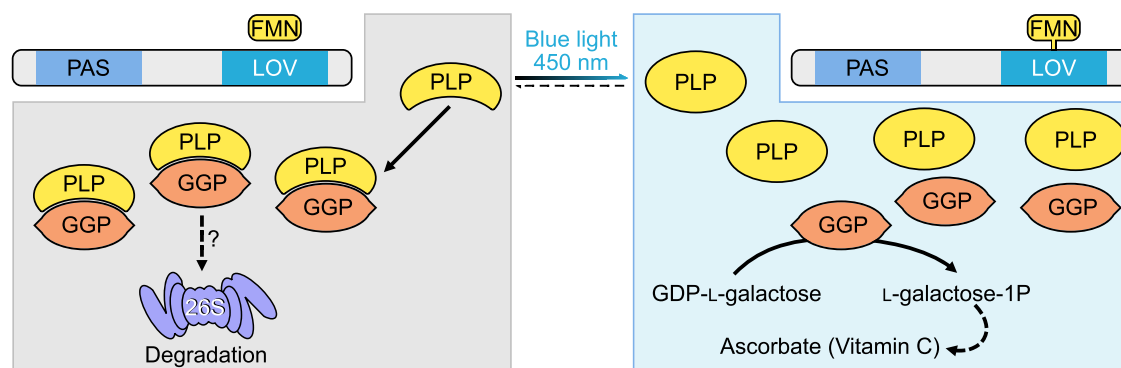 FMN
PAS
LOV
PLP
PLP
GGP
PLP
GGP
PLP
GGP
?
26S
Degradation
Blue light
450 nm
FMN
PAS
LOV
PLP
PLP
PLP
PLP
GGP
GGP
GGP
GDP-L-galactose
L-galactose-1P
Ascorbate (Vitamin C)